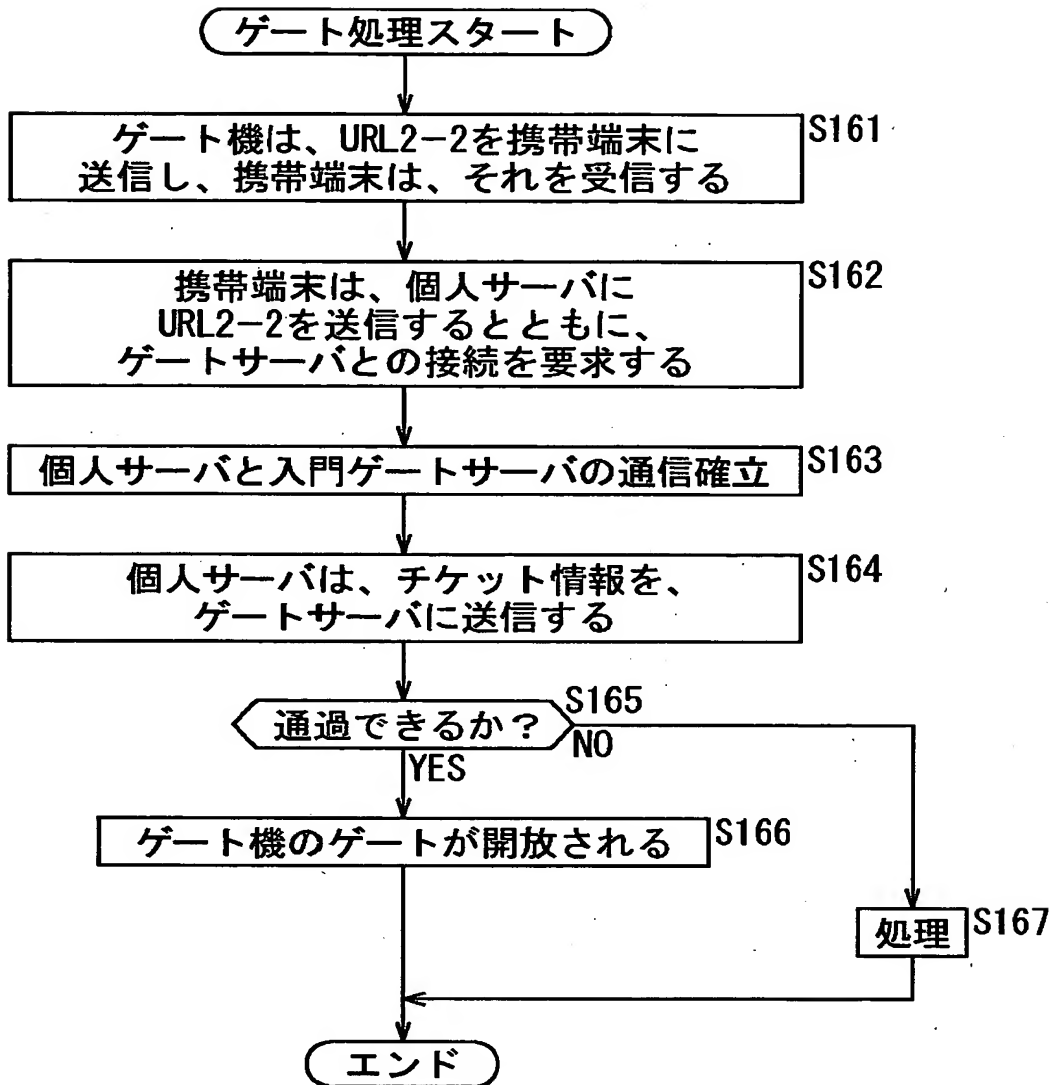 ゲート処理スタート
ゲート機は、URL2-2を携帯端末に
送信し、携帯端末は、それを受信する
S161
携帯端末は、個人サーバに
URL2-2を送信するとともに、
ゲートサーバとの接続を要求する
S162
個人サーバと入門ゲートサーバの通信確立
S163
個人サーバは、チケット情報を、
ゲートサーバに送信する
S164
通過できるか？
S165
NO
YES
ゲート機のゲートが開放される
S166
処理
S167
エンド